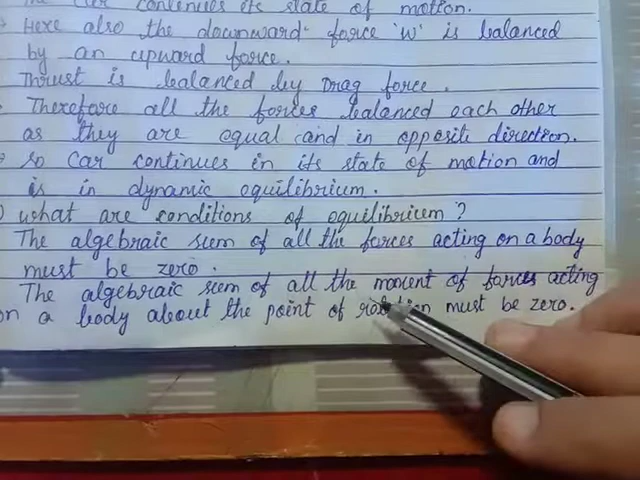 car continues its state of motion.
Here also the downward force 'W' is balanced
by an upward force.
Thrust is balanced by Drag force.
Therefore all the forces balanced each other
as they are equal and in opposite direction.
so Car continues in its state of motion and
is in dynamic equilibrium.
what are conditions of equilibrium?
The algebraic sum of all the forces acting on a body
must be zero.
The algebraic sum of all the moment of forces acting
on a body about the point of rotation must be zero.